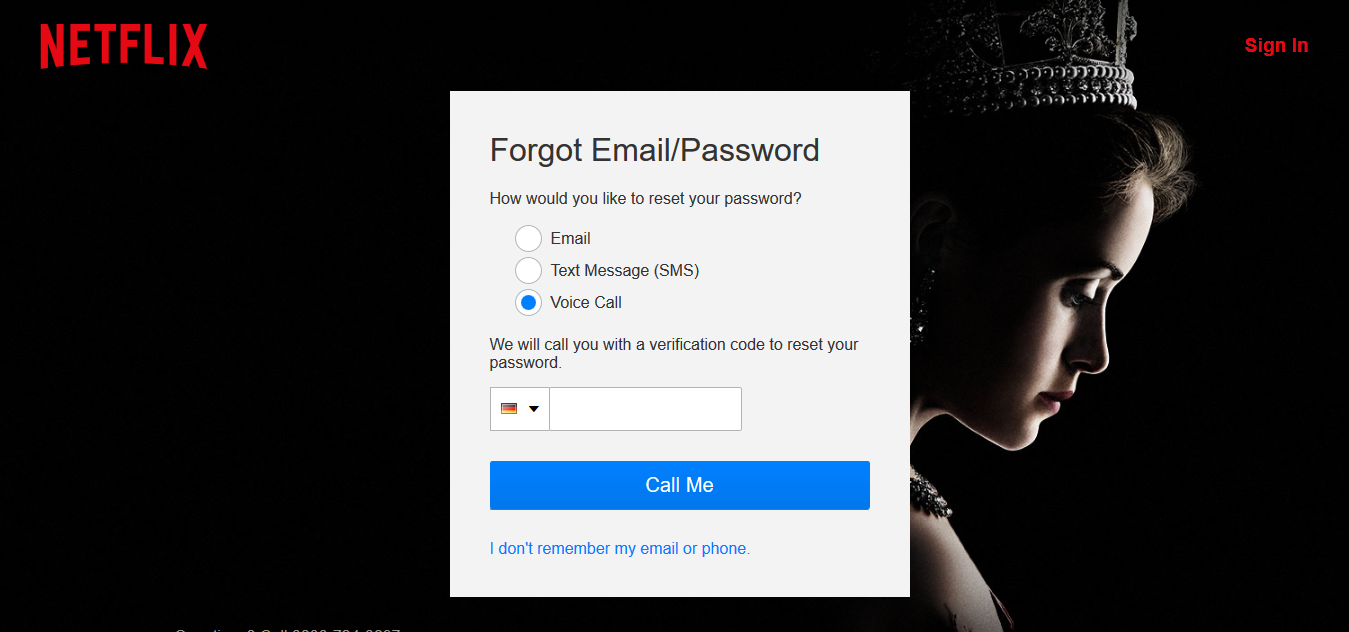 NETFLIX
Sign In
Forgot Email/Password
How would you like to reset your password?
Email
Text Message (SMS)
Voice Call
We will call you with a verification code to reset your
password.
Call Me
I don't remember my email or phone.